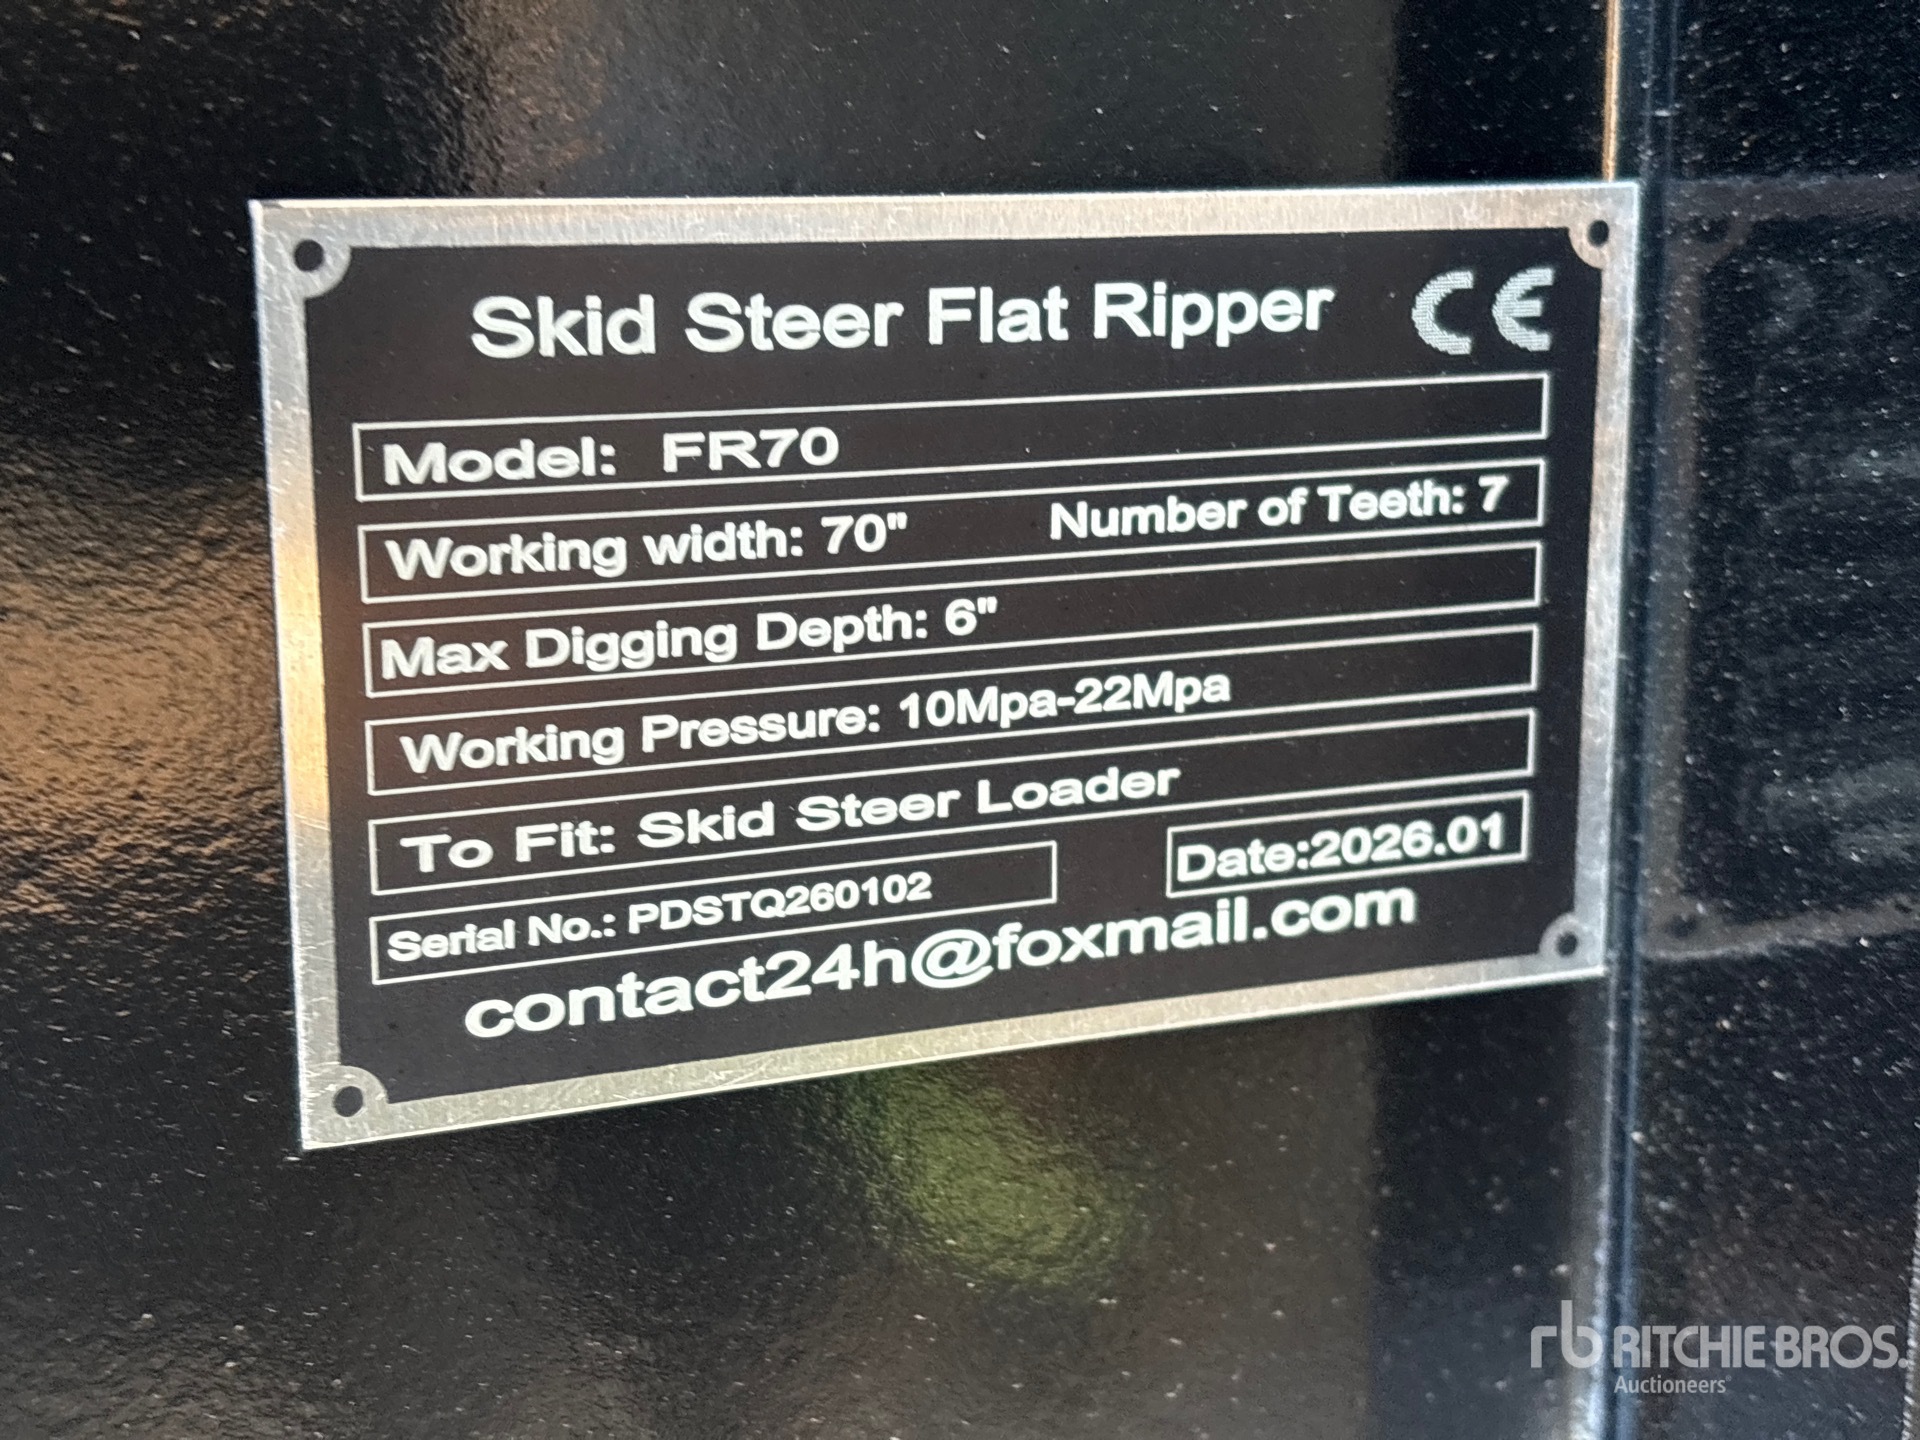 Skid Steer Flat Ripper CE
Model: FR70
Working width: 70" Number of Teeth: 7
Max Digging Depth: 6"
Working Pressure: 10Mpa-22Mpa
To Fit: Skid Steer Loader
Serial No.: PDSTQ260102 Date:2026.01
contact24h@foxmail.com
rb RITCHIE BROS.
Auctioneers